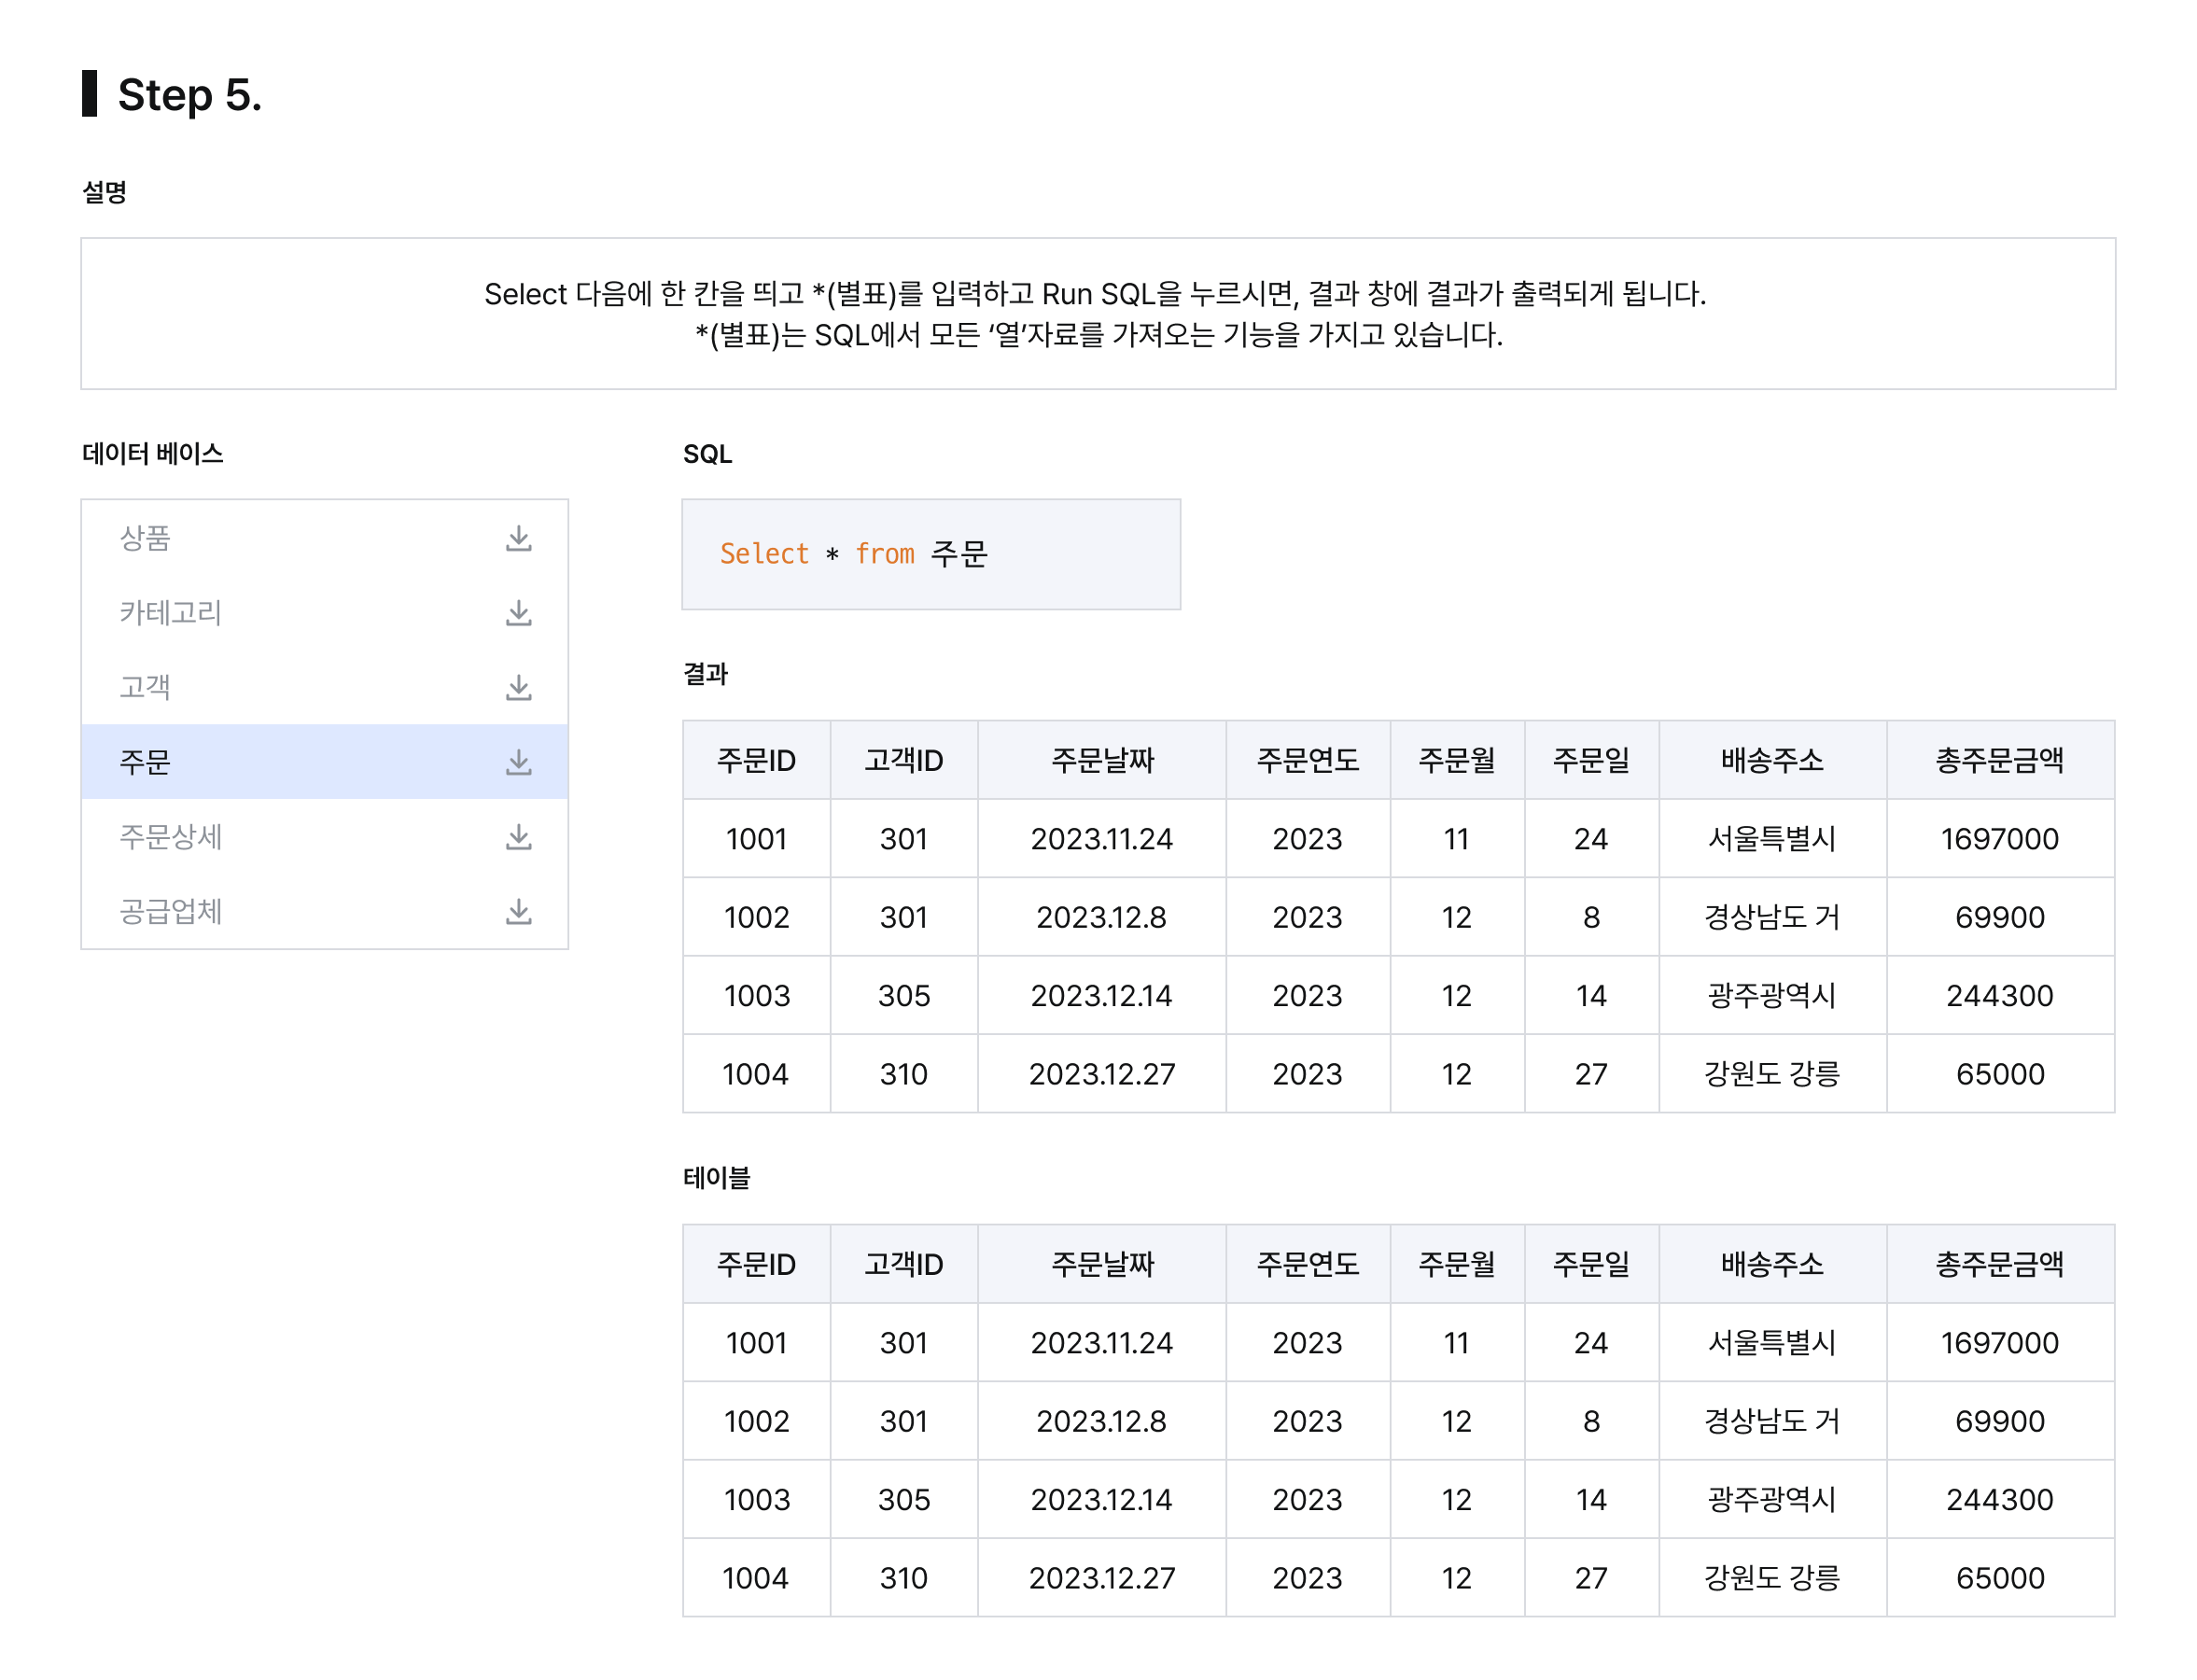 Step 5.
설명
Select 다음에 한 칸을 띄고 *(별표)를 입력하고 Run SQL을 누르시면, 결과 창에 결과가 출력되게 됩니다.
*(별표)는 SQL에서 모든 ‘열’자료를 가져오는 기능을 가지고 있습니다.
데이터 베이스
상품
카테고리
고객
주문
주문상세
공급업체
SQL
Select * from 주문
결과
주문ID 고객ID 주문날짜 주문연도 주문월 주문일 배송주소 총주문금액
1001 301 2023.11.24 2023 11 24 서울특별시 1697000
1002 301 2023.12.8 2023 12 8 경상남도 거 69900
1003 305 2023.12.14 2023 12 14 광주광역시 244300
1004 310 2023.12.27 2023 12 27 강원도 강릉 65000
테이블
주문ID 고객ID 주문날짜 주문연도 주문월 주문일 배송주소 총주문금액
1001 301 2023.11.24 2023 11 24 서울특별시 1697000
1002 301 2023.12.8 2023 12 8 경상남도 거 69900
1003 305 2023.12.14 2023 12 14 광주광역시 244300
1004 310 2023.12.27 2023 12 27 강원도 강릉 65000